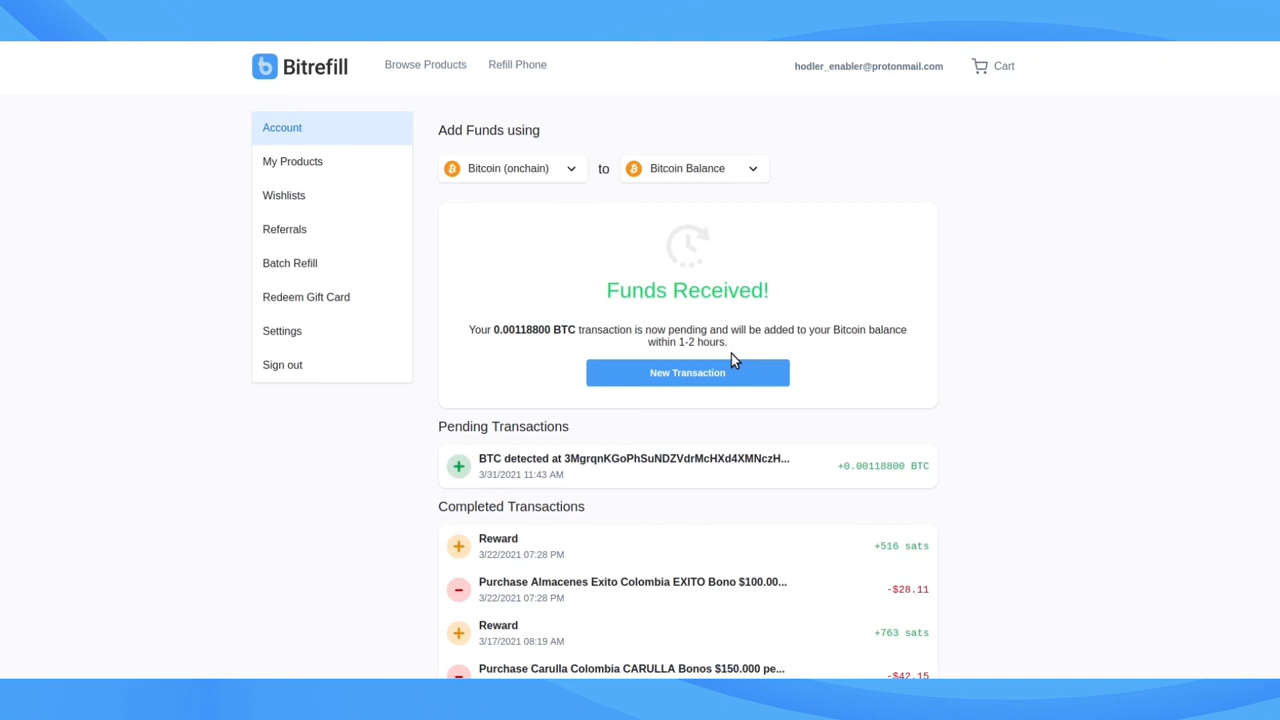 Bitrefill
Browse Products
Refill Phone
hodler_enabler@protonmail.com
Cart
Account
My Products
Wishlists
Referrals
Batch Refill
Redeem Gift Card
Settings
Sign out
Add Funds using
Bitcoin (onchain)
to
Bitcoin Balance
Funds Received!
Your 0.00118800 BTC transaction is now pending and will be added to your Bitcoin balance
within 1-2 hours.
New Transaction
Pending Transactions
BTC detected at 3MgrqnKGoPhSuNDZVdrMcHXd4XMNczH...
3/31/2021 11:43 AM
+0.00118800 BTC
Completed Transactions
Reward
3/22/2021 07:28 PM
+516 sats
Purchase Almacenes Exito Colombia EXITO Bono $100.00...
3/22/2021 07:28 PM
-$28.11
Reward
3/17/2021 08:19 AM
+763 sats
Purchase Carulla Colombia CARULLA Bonos $150.000 pe...
-$42.15